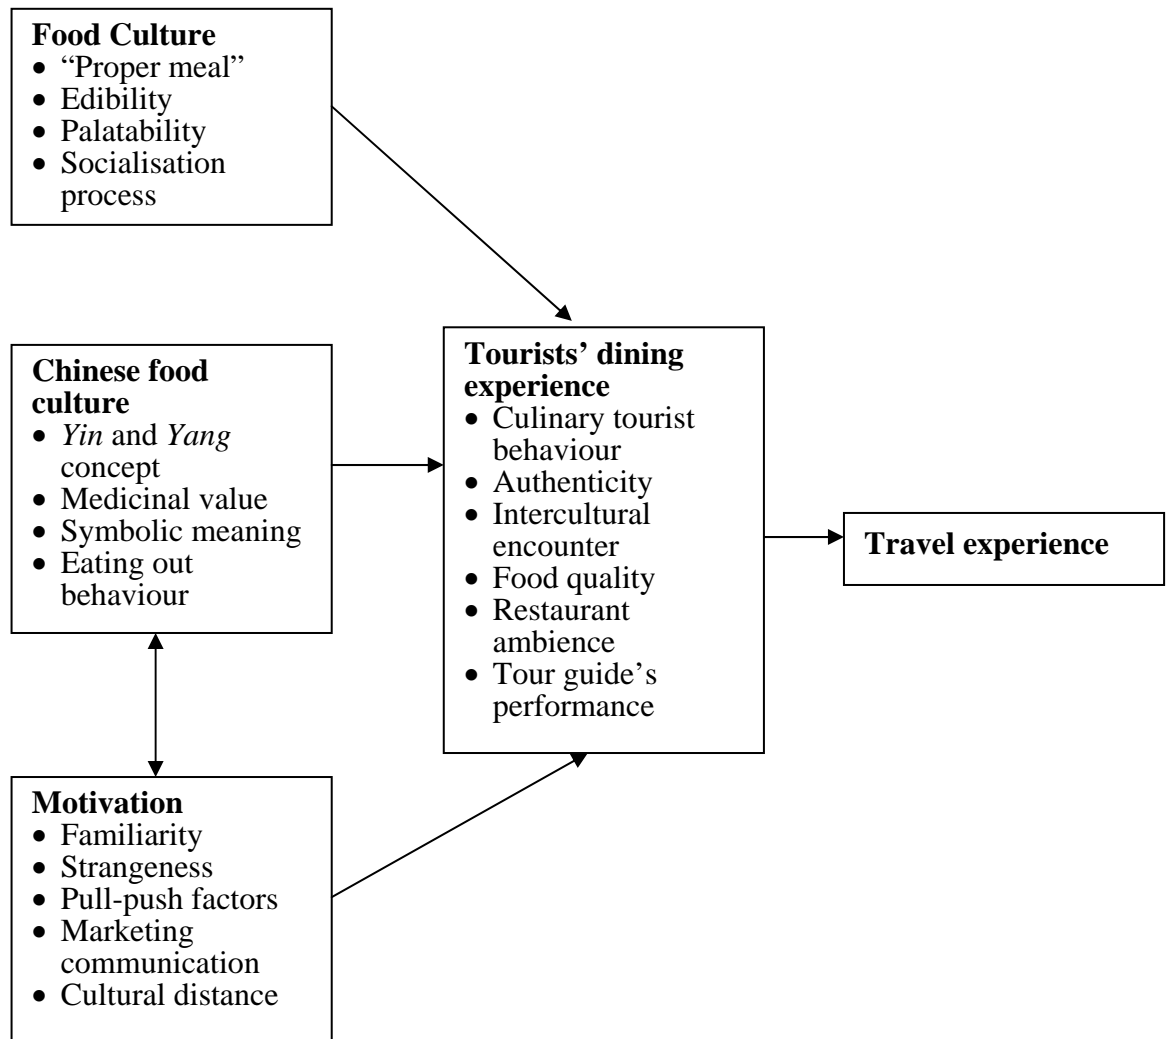 Food Culture
• “Proper meal”
• Edibility
• Palatability
• Socialisation
process
Chinese food
culture
• Yin and Yang
concept
• Medicinal value
• Symbolic meaning
• Eating out
behaviour
Motivation
• Familiarity
• Strangeness
• Pull-push factors
• Marketing
communication
• Cultural distance
Tourists’ dining
experience
• Culinary tourist
behaviour
• Authenticity
• Intercultural
encounter
• Food quality
• Restaurant
ambience
• Tour guide’s
performance
Travel experience